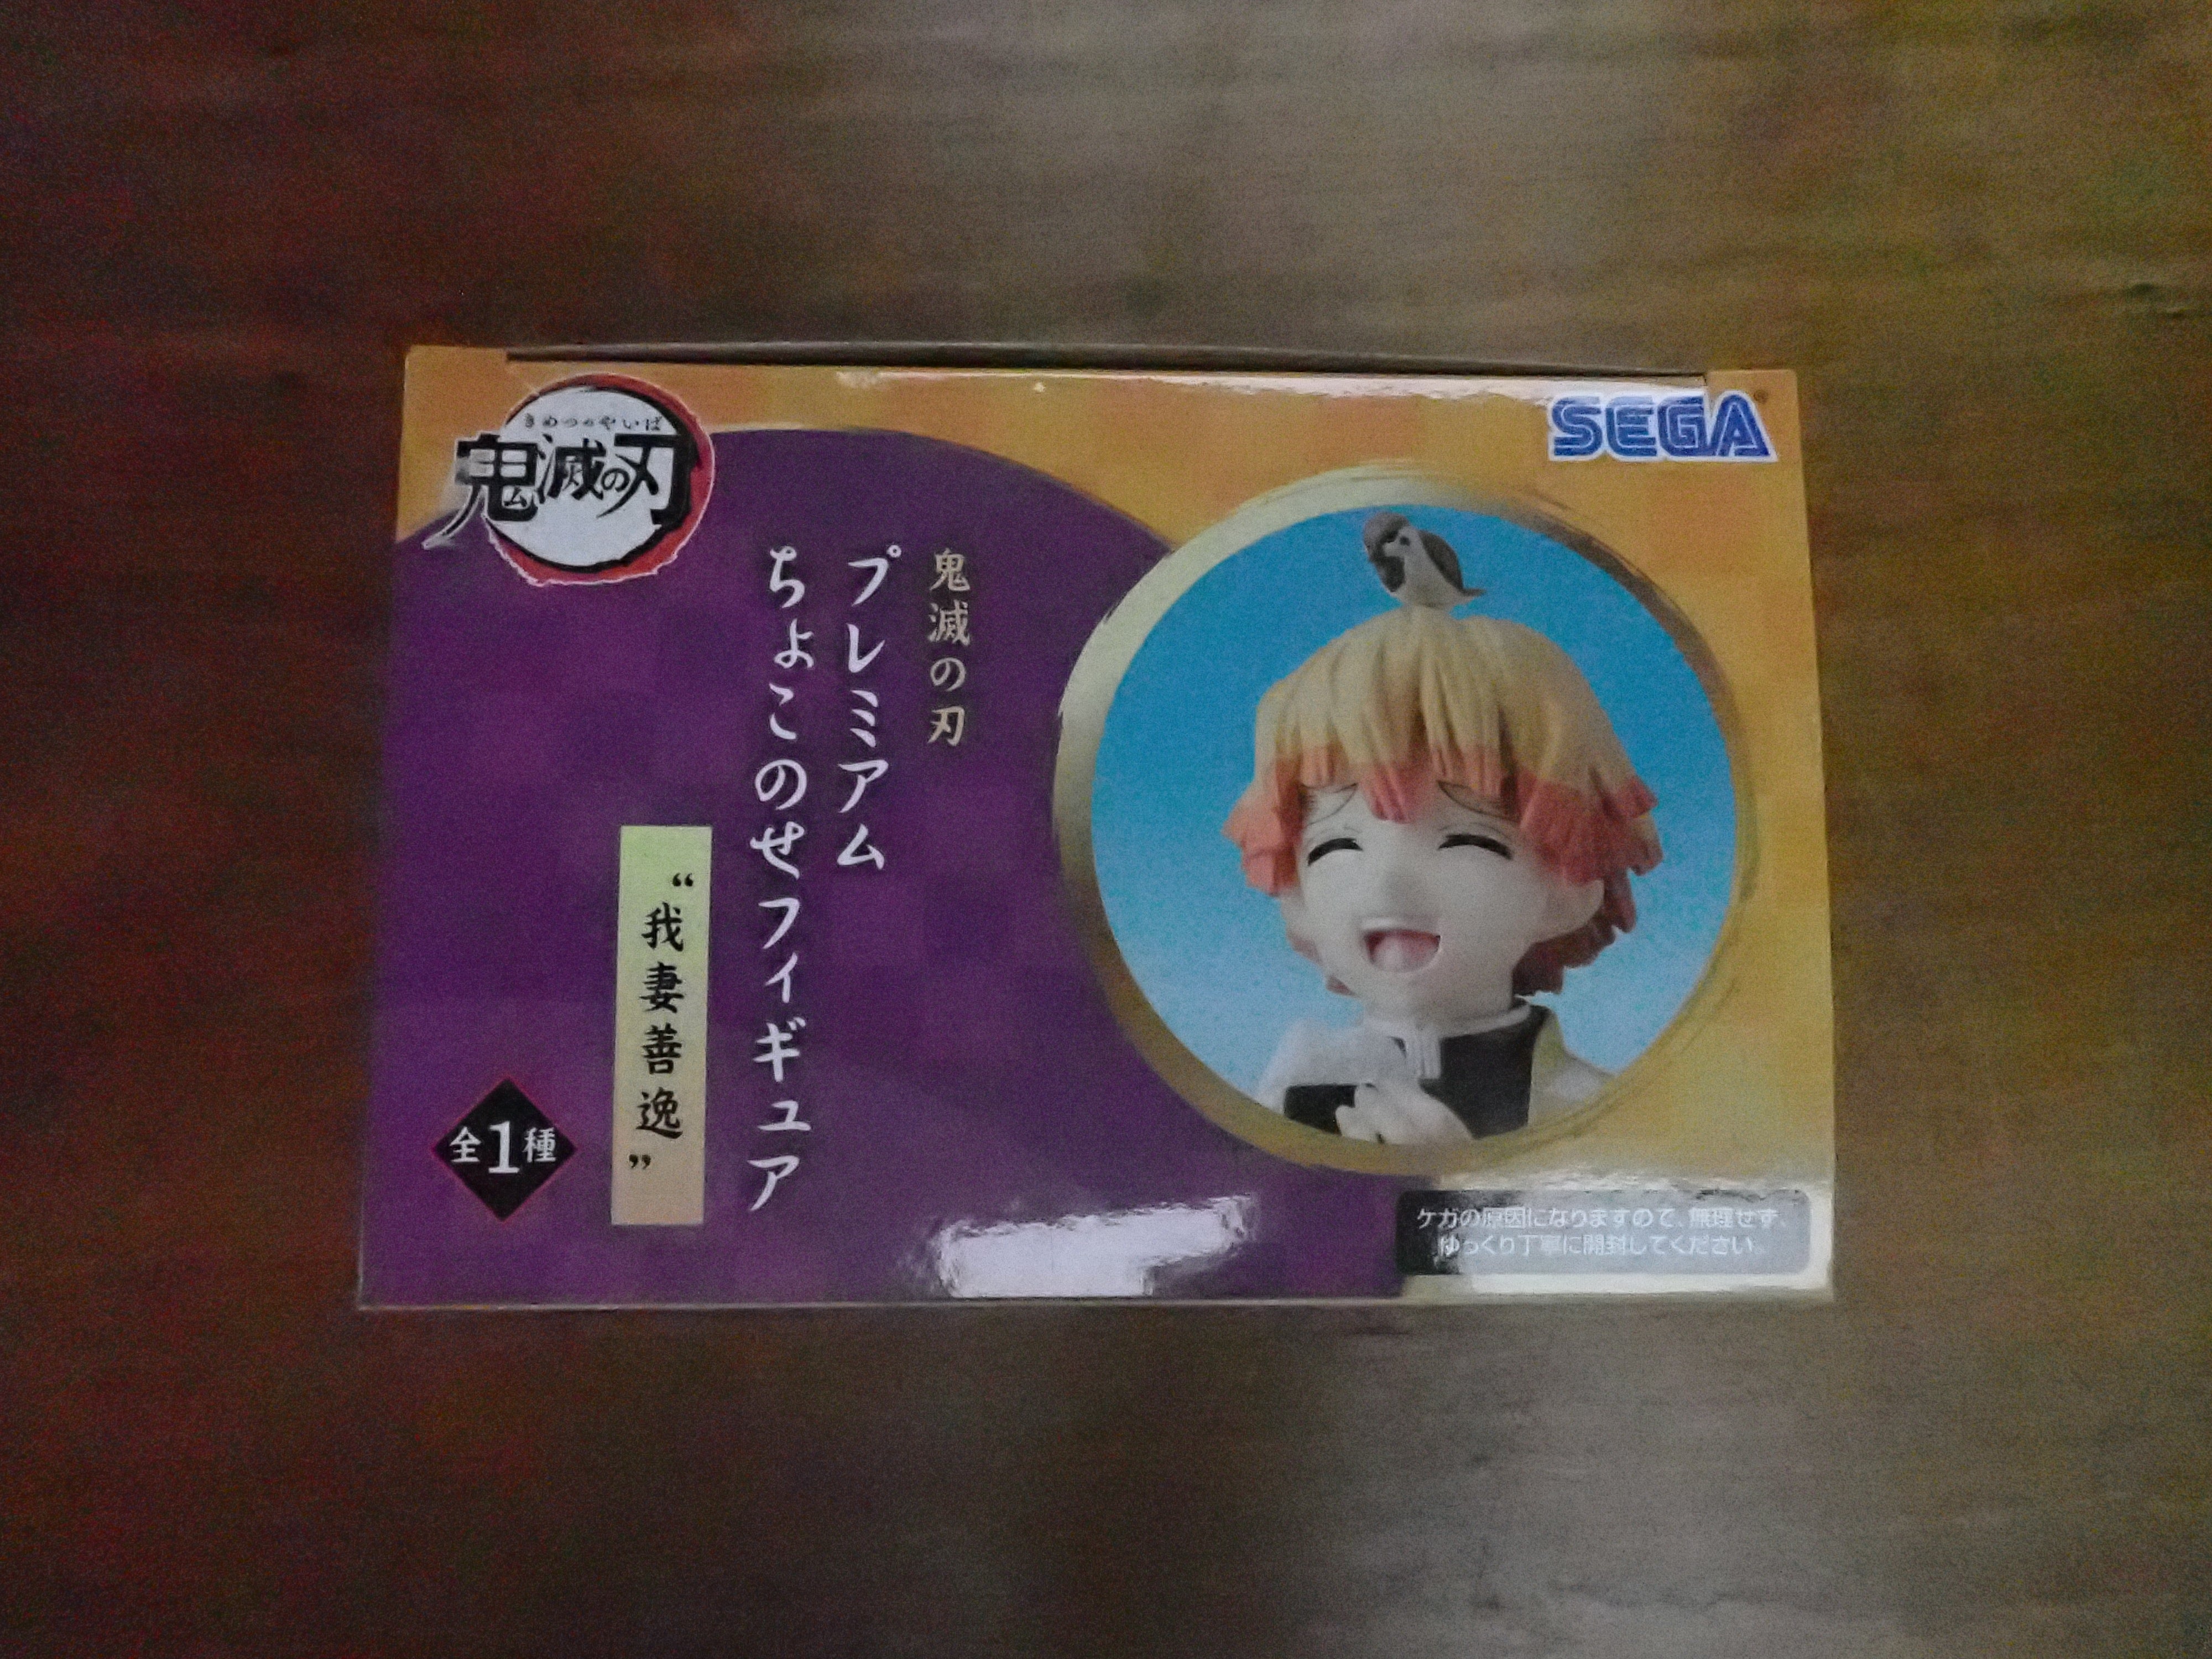 きめつのやいば
鬼滅の刃
SEGA
鬼滅の刃
プレミアム
ちょこのせフィギュア
“我妻善逸”
全1種
ケガの原因になりますので、無理せず、
ゆっくり丁寧に開封してください。